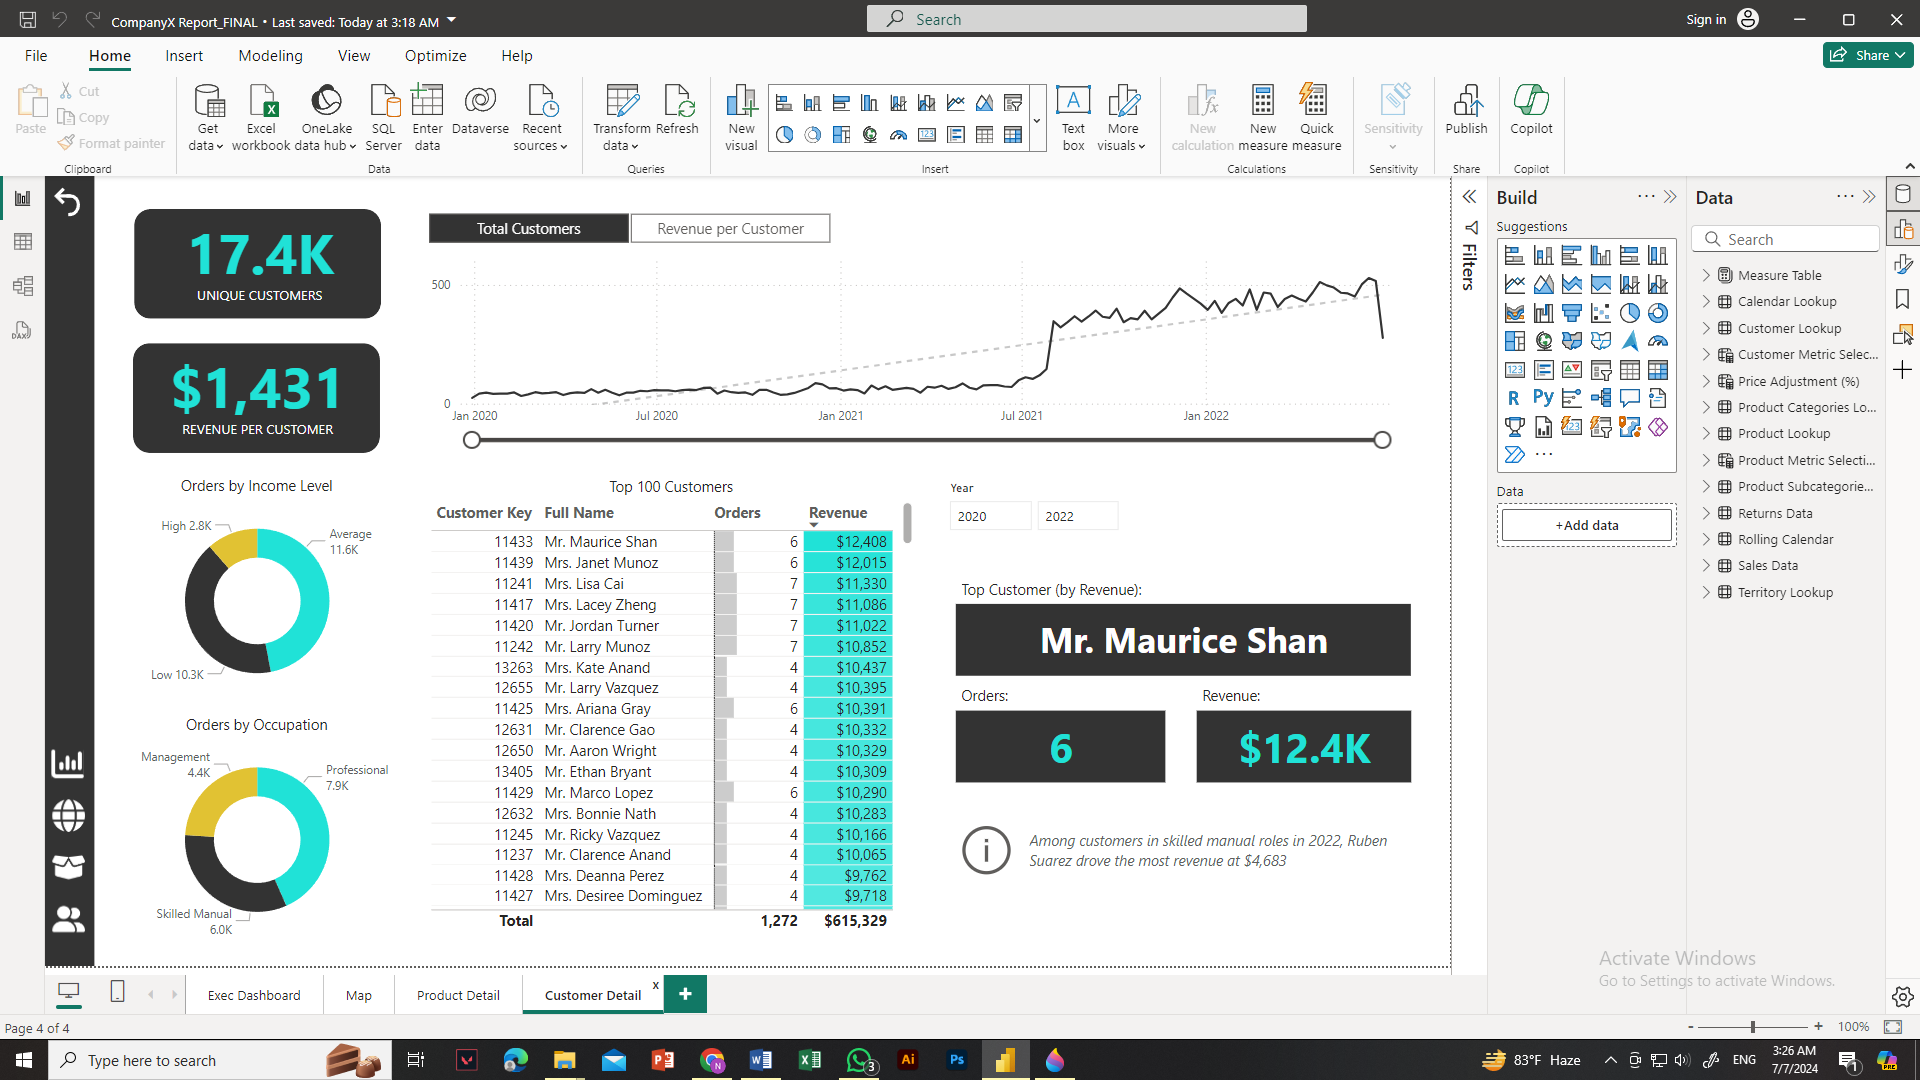 CompanyX Report_FINAL • Last saved: Today at 3:18 AM
Search
Sign in
File
Home
Insert
Modeling
View
Optimize
Help
Share
Paste
Cut
Copy
Format painter
Clipboard
Get data
Excel workbook
OneLake data hub
SQL Server
Enter data
Dataverse
Recent sources
Data
Transform data
Refresh
Queries
New visual
Text box
More visuals
Insert
New calculation
New measure
Quick measure
Calculations
Sensitivity
Sensitivity
Publish
Share
Copilot
Copilot
17.4K
UNIQUE CUSTOMERS
$1,431
REVENUE PER CUSTOMER
Total Customers
Revenue per Customer
500
0
Jan 2020
Jul 2020
Jan 2021
Jul 2021
Jan 2022
Orders by Income Level
High 2.8K
Average
11.6K
Low 10.3K
Orders by Occupation
Management
4.4K
Professional
7.9K
Skilled Manual
6.0K
Top 100 Customers
Customer Key Full Name Orders Revenue
11433 Mr. Maurice Shan 6 $12,408
11439 Mrs. Janet Munoz 6 $12,015
11241 Mrs. Lisa Cai 7 $11,330
11417 Mrs. Lacey Zheng 7 $11,086
11420 Mr. Jordan Turner 7 $11,022
11242 Mr. Larry Munoz 7 $10,852
13263 Mrs. Kate Anand 4 $10,437
12655 Mr. Larry Vazquez 4 $10,395
11425 Mrs. Ariana Gray 6 $10,391
12631 Mr. Clarence Gao 4 $10,332
12650 Mr. Aaron Wright 4 $10,329
13405 Mr. Ethan Bryant 4 $10,309
11429 Mr. Marco Lopez 6 $10,290
12632 Mrs. Bonnie Nath 4 $10,283
11245 Mr. Ricky Vazquez 4 $10,166
11237 Mr. Clarence Anand 4 $10,065
11428 Mrs. Deanna Perez 4 $9,762
11427 Mrs. Desiree Dominguez 4 $9,718
Total 1,272 $615,329
Year
2020
2022
Top Customer (by Revenue):
Mr. Maurice Shan
Orders:
Revenue:
6
$12.4K
i
Among customers in skilled manual roles in 2022, Ruben
Suarez drove the most revenue at $4,683
Filters
Build
Suggestions
123
R
Py
123
Data
+Add data
Data
Search
Measure Table
Calendar Lookup
Customer Lookup
Customer Metric Selec...
Price Adjustment (%)
Product Categories Lo...
Product Lookup
Product Metric Selecti...
Product Subcategorie...
Returns Data
Rolling Calendar
Sales Data
Territory Lookup
Activate Windows
Go to Settings to activate Windows.
Exec Dashboard
Map
Product Detail
Customer Detail
x
+
Page 4 of 4
- + 100%
Type here to search
3
Ai
Ps
83°F Haze
ENG
3:26 AM
7/7/2024
1